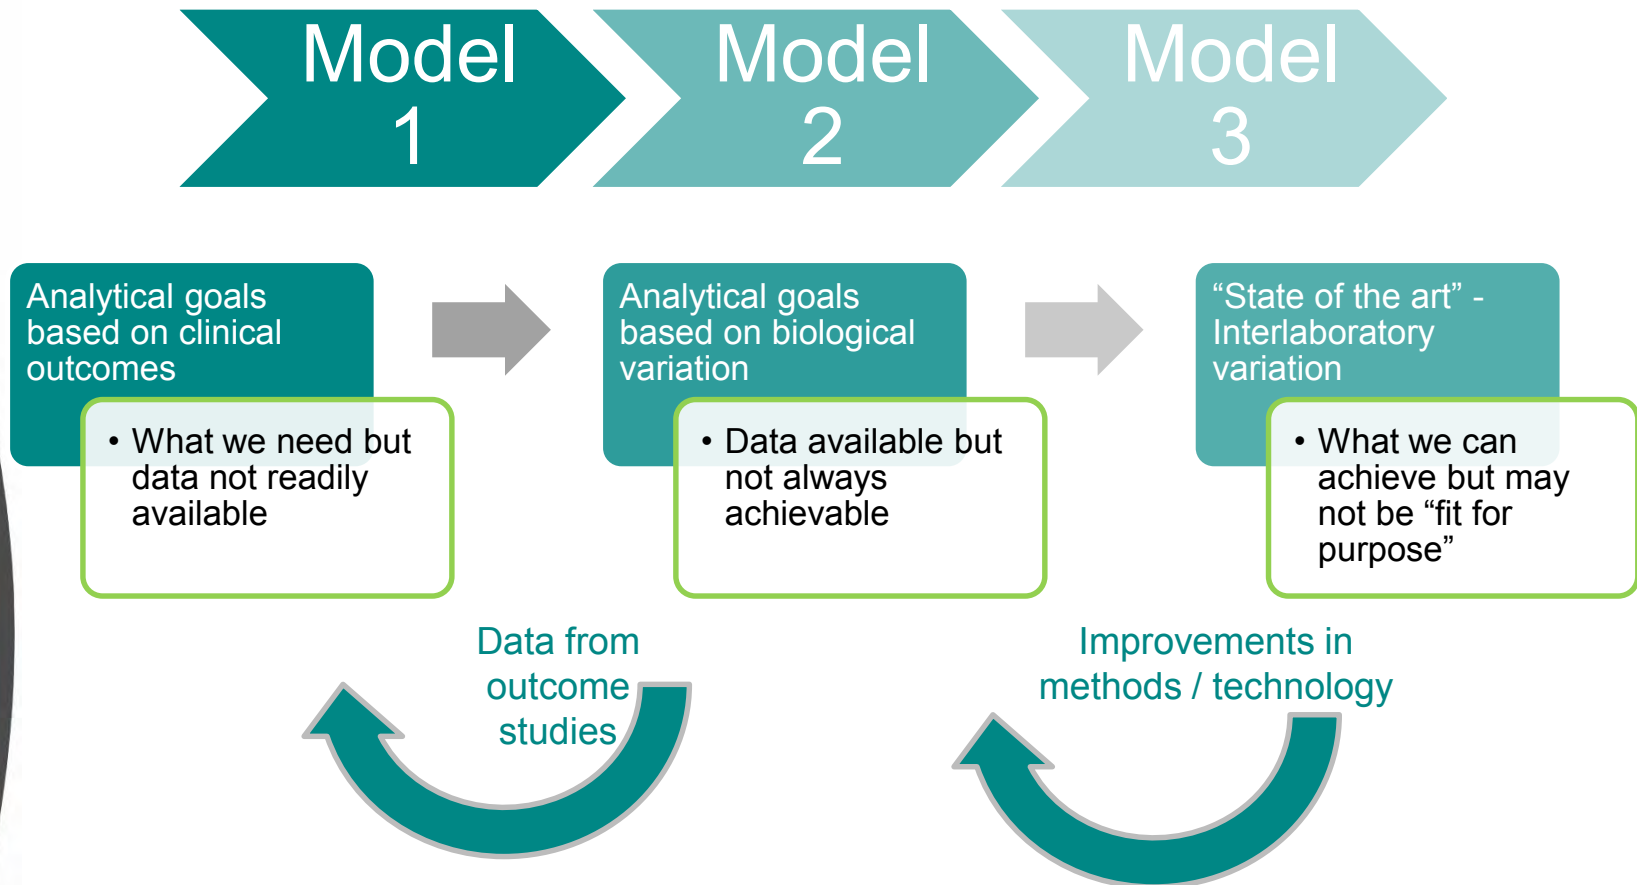 Model
1
Model
2
Model
3
Analytical goals
based on clinical
outcomes
• What we need but
data not readily
available
Analytical goals
based on biological
variation
• Data available but
not always
achievable
“State of the art” -
Interlaboratory
variation
• What we can
achieve but may
not be “fit for
purpose”
Data from
outcome
studies
Improvements in
methods / technology